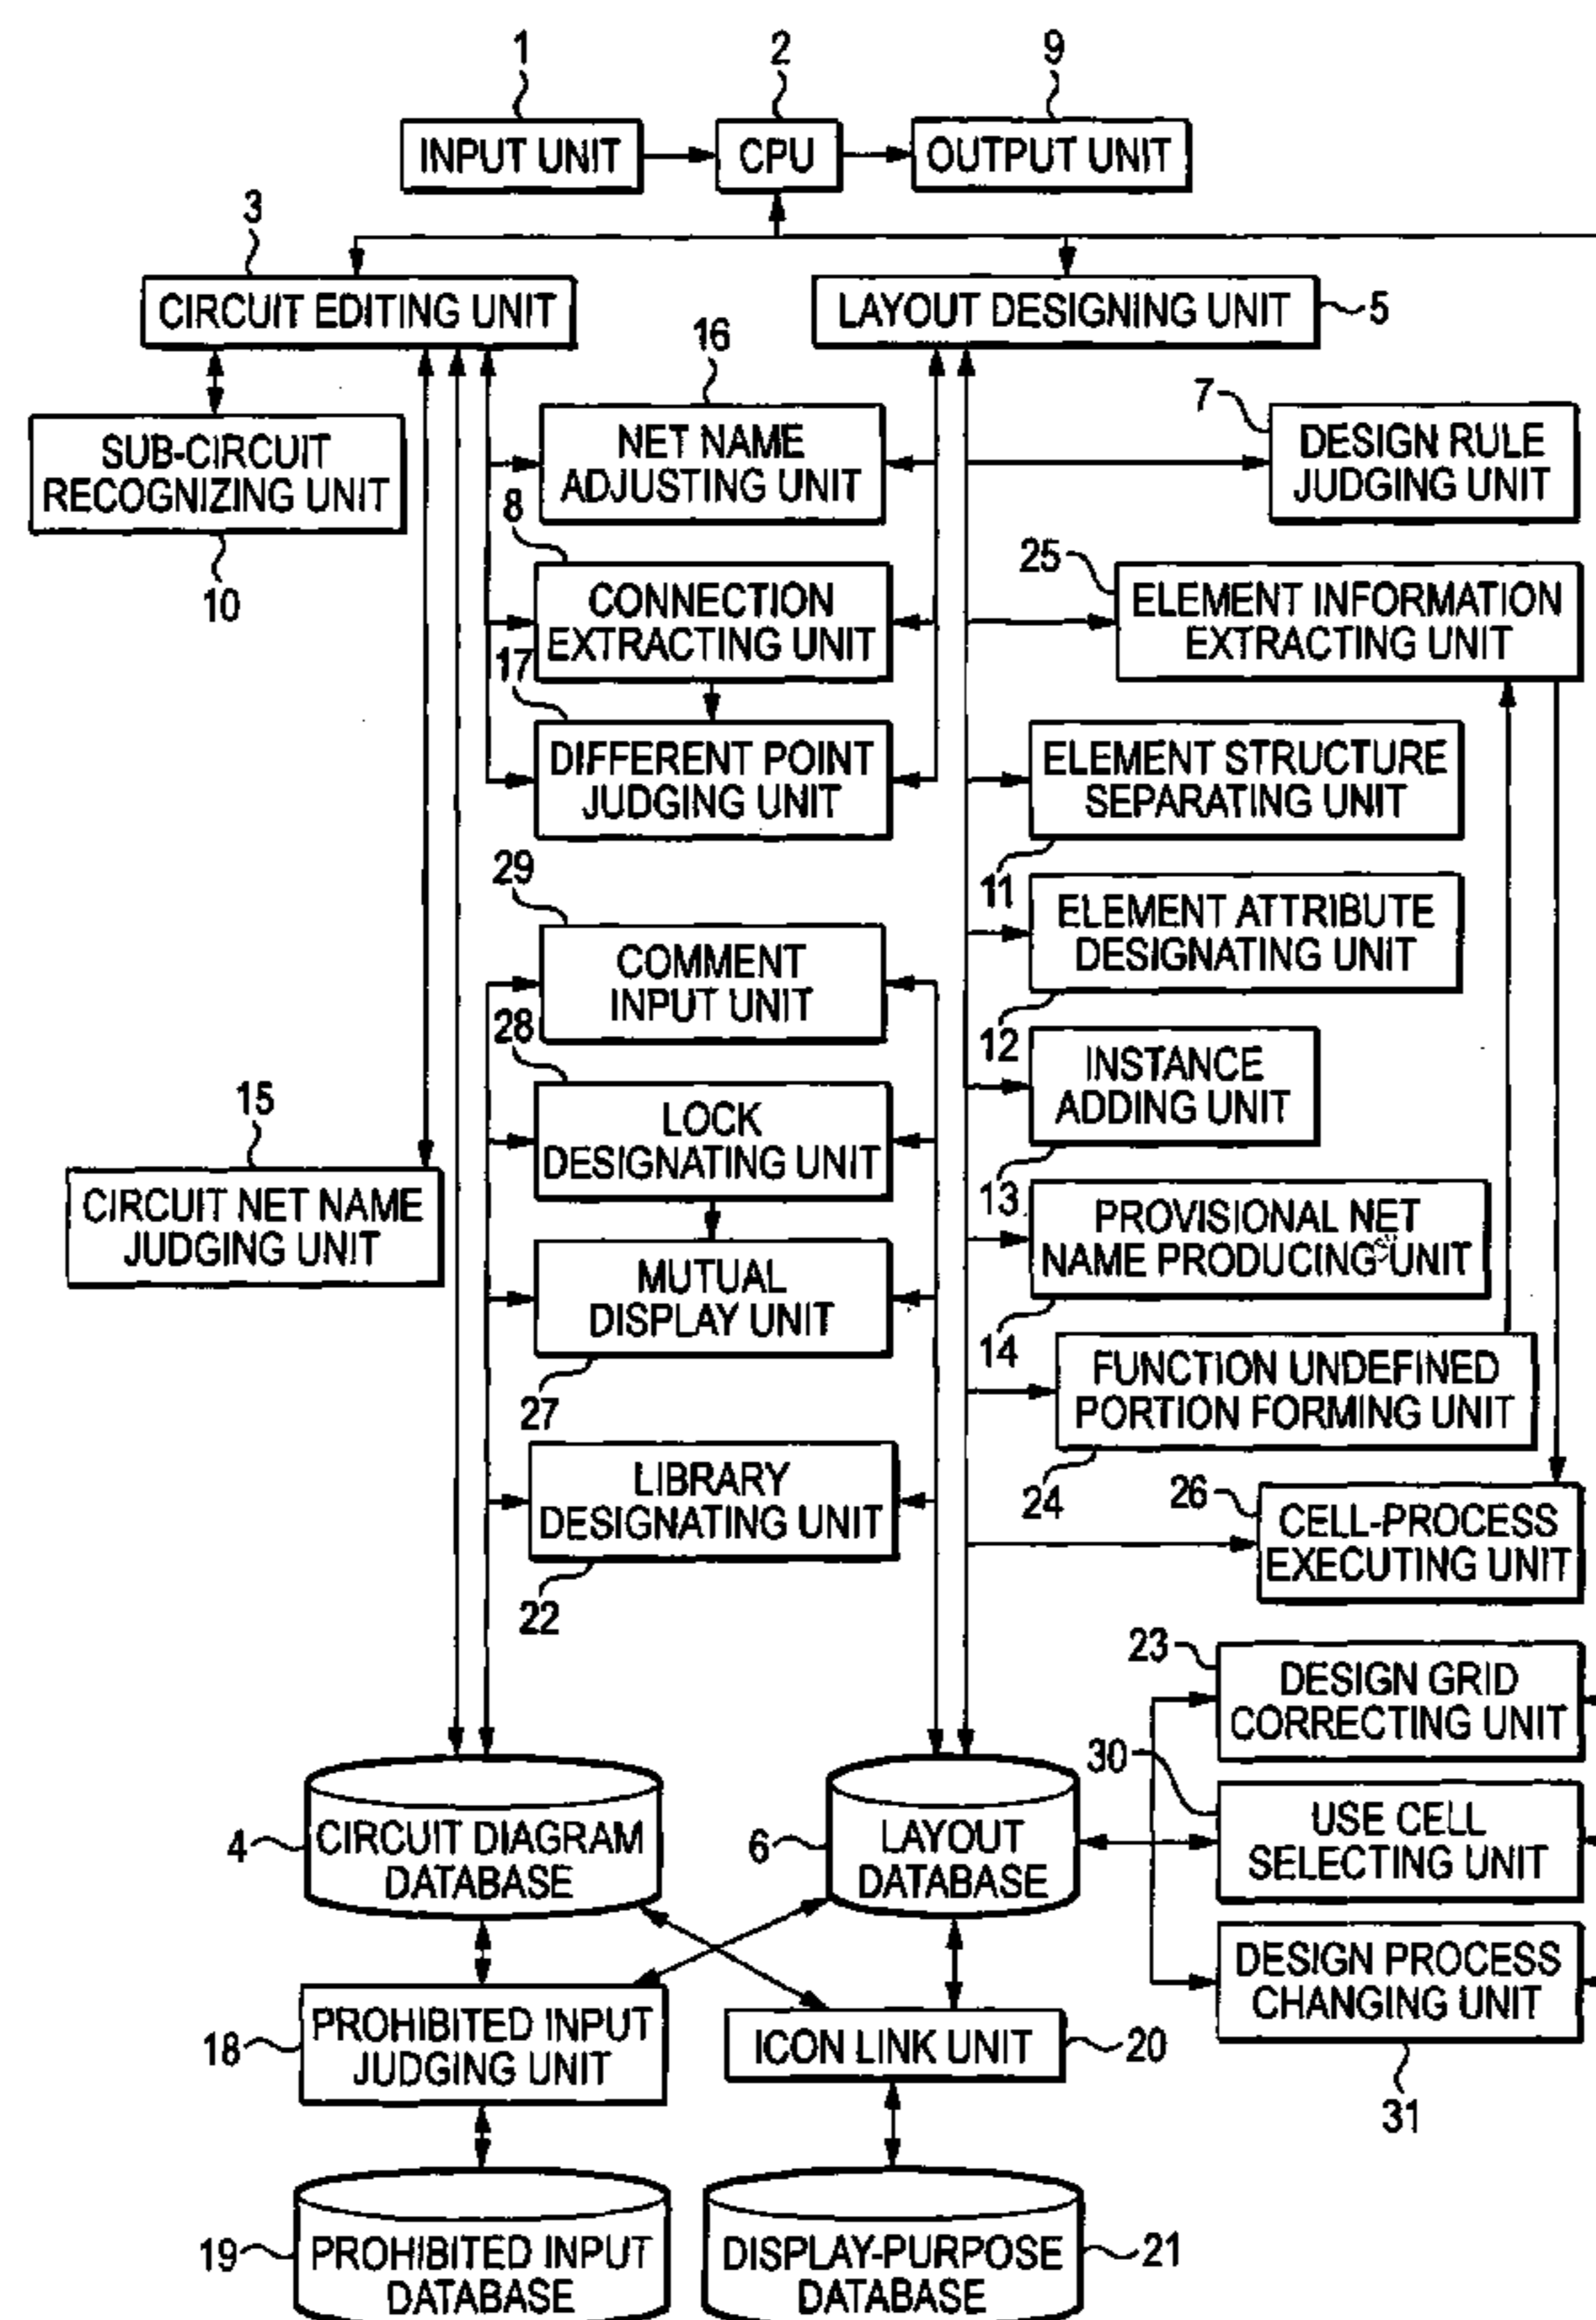 1
2
9
INPUT UNIT
CPU
OUTPUT UNIT
3
CIRCUIT EDITING UNIT
LAYOUT DESIGNING UNIT
5
16
7
SUB-CIRCUIT
RECOGNIZING UNIT
10
NET NAME
ADJUSTING UNIT
DESIGN RULE
JUDGING UNIT
8
25
CONNECTION
EXTRACTING UNIT
ELEMENT INFORMATION
EXTRACTING UNIT
17
DIFFERENT POINT
JUDGING UNIT
ELEMENT STRUCTURE
SEPARATING UNIT
11
29
COMMENT
INPUT UNIT
ELEMENT ATTRIBUTE
DESIGNATING UNIT
12
28
LOCK
DESIGNATING UNIT
INSTANCE
ADDING UNIT
13
15
CIRCUIT NET NAME
JUDGING UNIT
MUTUAL
DISPLAY UNIT
27
PROVISIONAL NET
NAME PRODUCING UNIT
14
FUNCTION UNDEFINED
PORTION FORMING UNIT
24
LIBRARY
DESIGNATING UNIT
22
26
CELL-PROCESS
EXECUTING UNIT
23
DESIGN GRID
CORRECTING UNIT
30
USE CELL
SELECTING UNIT
4
CIRCUIT DIAGRAM
DATABASE
6
LAYOUT
DATABASE
DESIGN PROCESS
CHANGING UNIT
31
18
PROHIBITED INPUT
JUDGING UNIT
ICON LINK UNIT
20
19
PROHIBITED INPUT
DATABASE
DISPLAY-PURPOSE
DATABASE
21